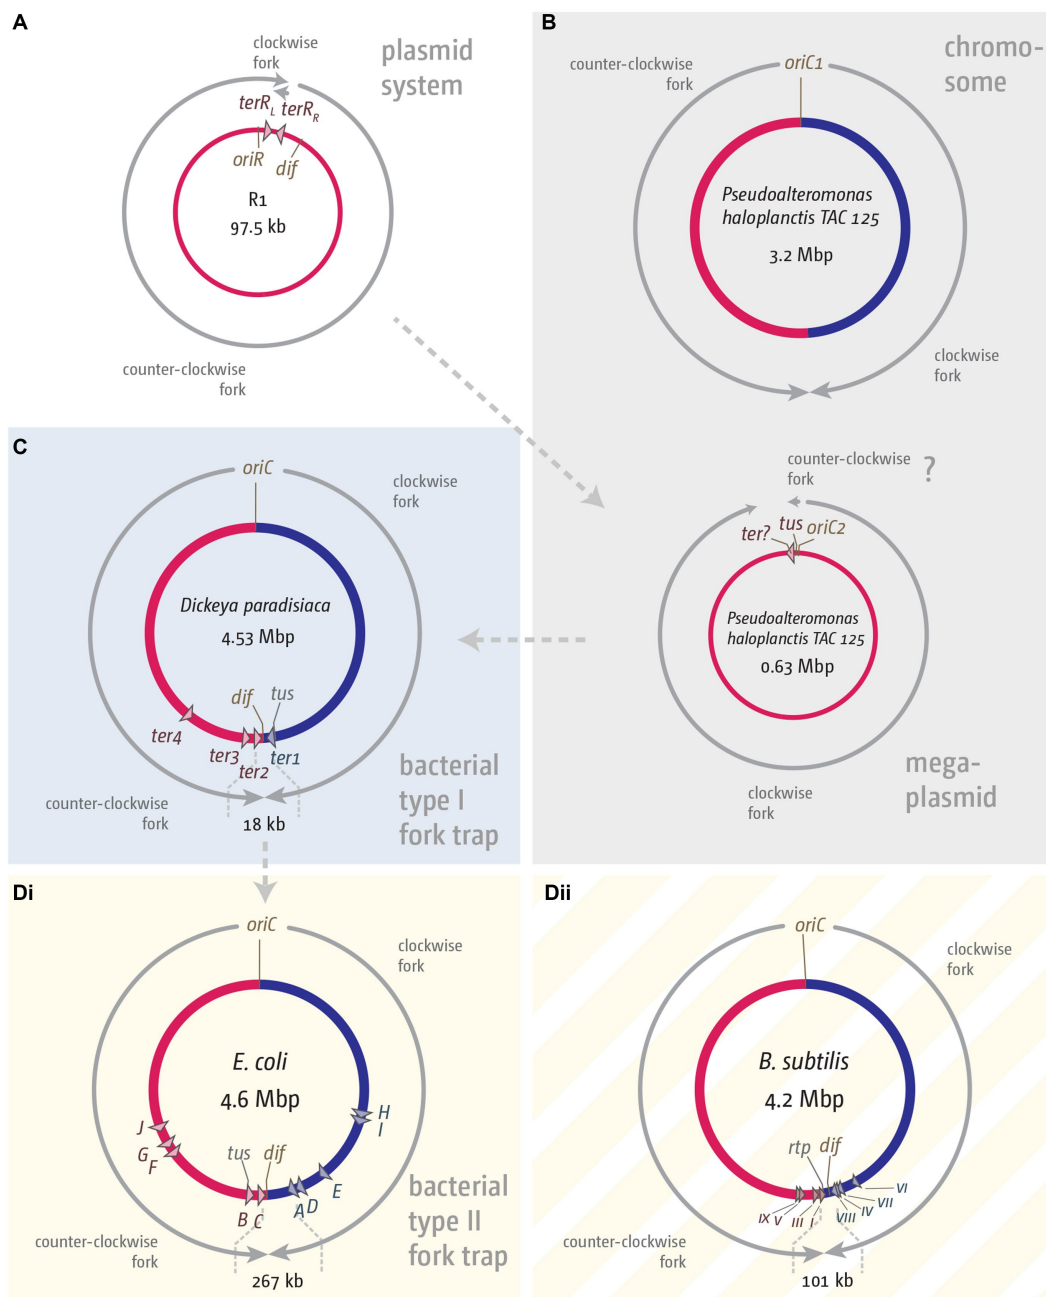 A
clockwise
fork
plasmid
system
terR_L terR_R
oriR
dif
R1
97.5 kb
counter-clockwise
fork
B
chromo-
some
counter-clockwise
fork
oriC1
Pseudoalteromonas
haloplanctis TAC 125
3.2 Mbp
clockwise
fork
counter-clockwise
fork
?
ter? tus oriC2
Pseudoalteromonas
haloplanctis TAC 125
0.63 Mbp
mega-
plasmid
clockwise
fork
C
oriC
clockwise
fork
Dickeya paradisiaca
4.53 Mbp
dif tus
ter4
ter3
ter2
ter1
counter-clockwise
fork
18 kb
bacterial
type I
fork trap
Di
oriC
clockwise
fork
E. coli
4.6 Mbp
H
I
J
G
F
tus dif
E
B C A D
counter-clockwise
fork
267 kb
bacterial
type II
fork trap
Dii
oriC
clockwise
fork
B. subtilis
4.2 Mbp
rtp dif
IX V III I VIII IV VII VI
counter-clockwise
fork
101 kb